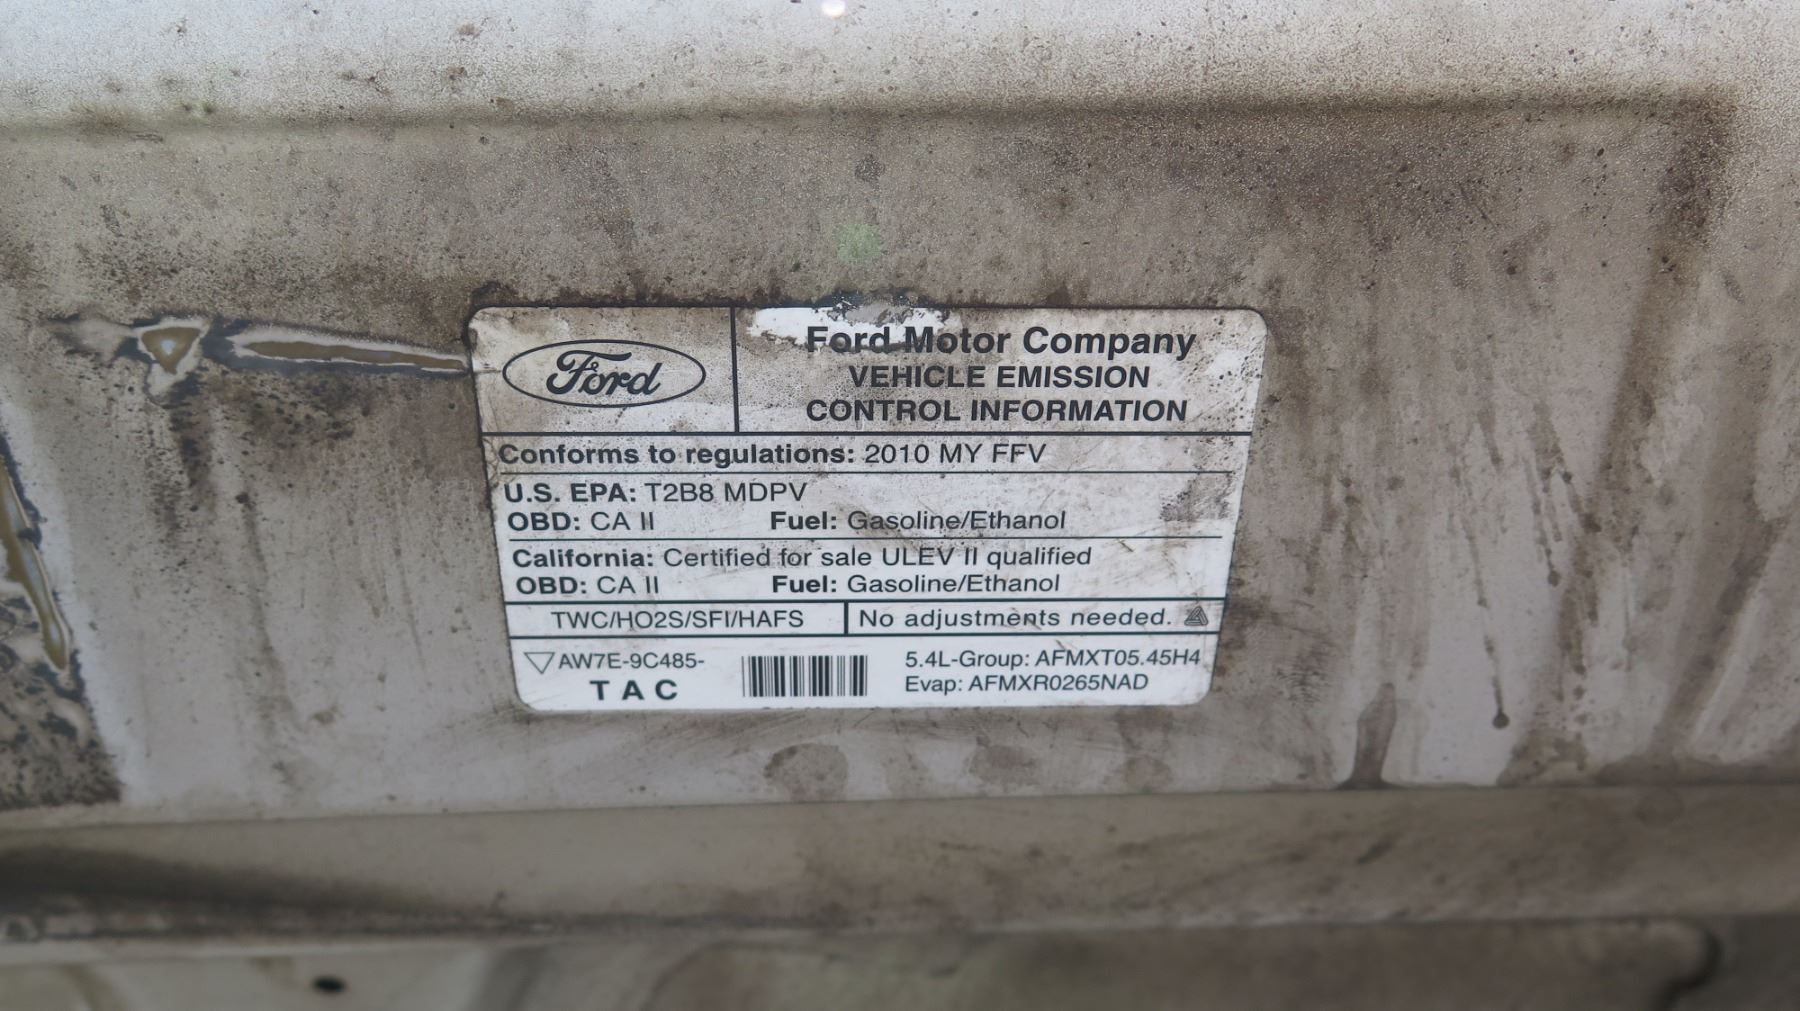 Ford
Ford Motor Company
VEHICLE EMISSION
CONTROL INFORMATION
Conforms to regulations: 2010 MY FFV
U.S. EPA: T2B8 MDPV
OBD: CA II Fuel: Gasoline/Ethanol
California: Certified for sale ULEV II qualified
OBD: CA II Fuel: Gasoline/Ethanol
TWC/HO2S/SFI/HAFS No adjustments needed.
AW7E-9C485-
TAC
5.4L-Group: AFMXT05.45H4
Evap: AFMXR0265NAD